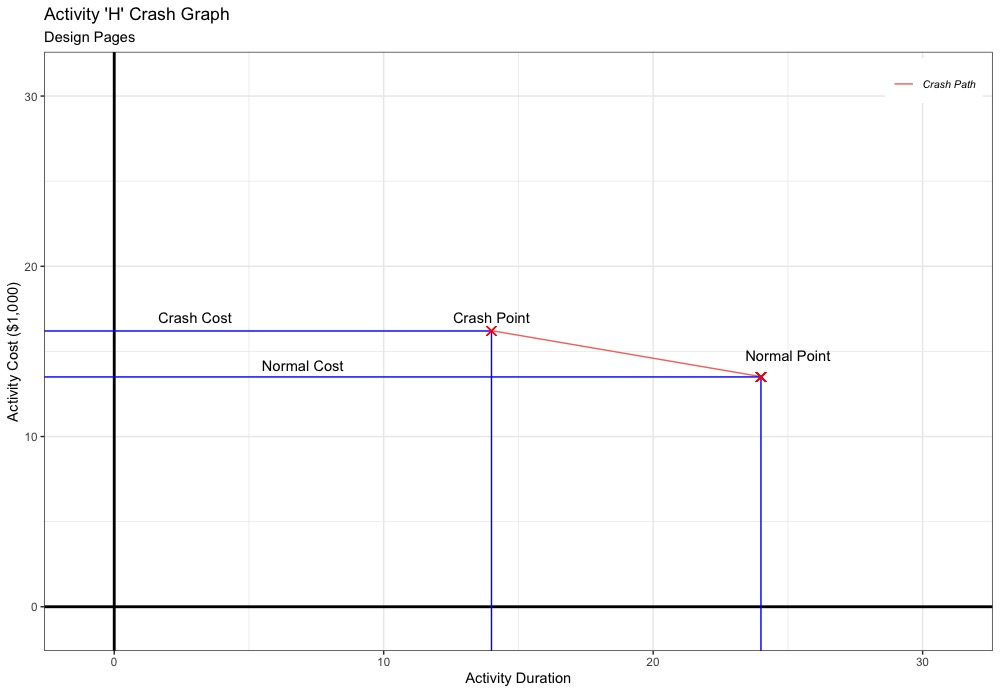 Activity 'H' Crash Graph
Design Pages
Crash Path
30
20
10
0
Activity Cost ($1,000)
Crash Cost
Crash Point
Normal Cost
Normal Point
0
10
20
30
Activity Duration